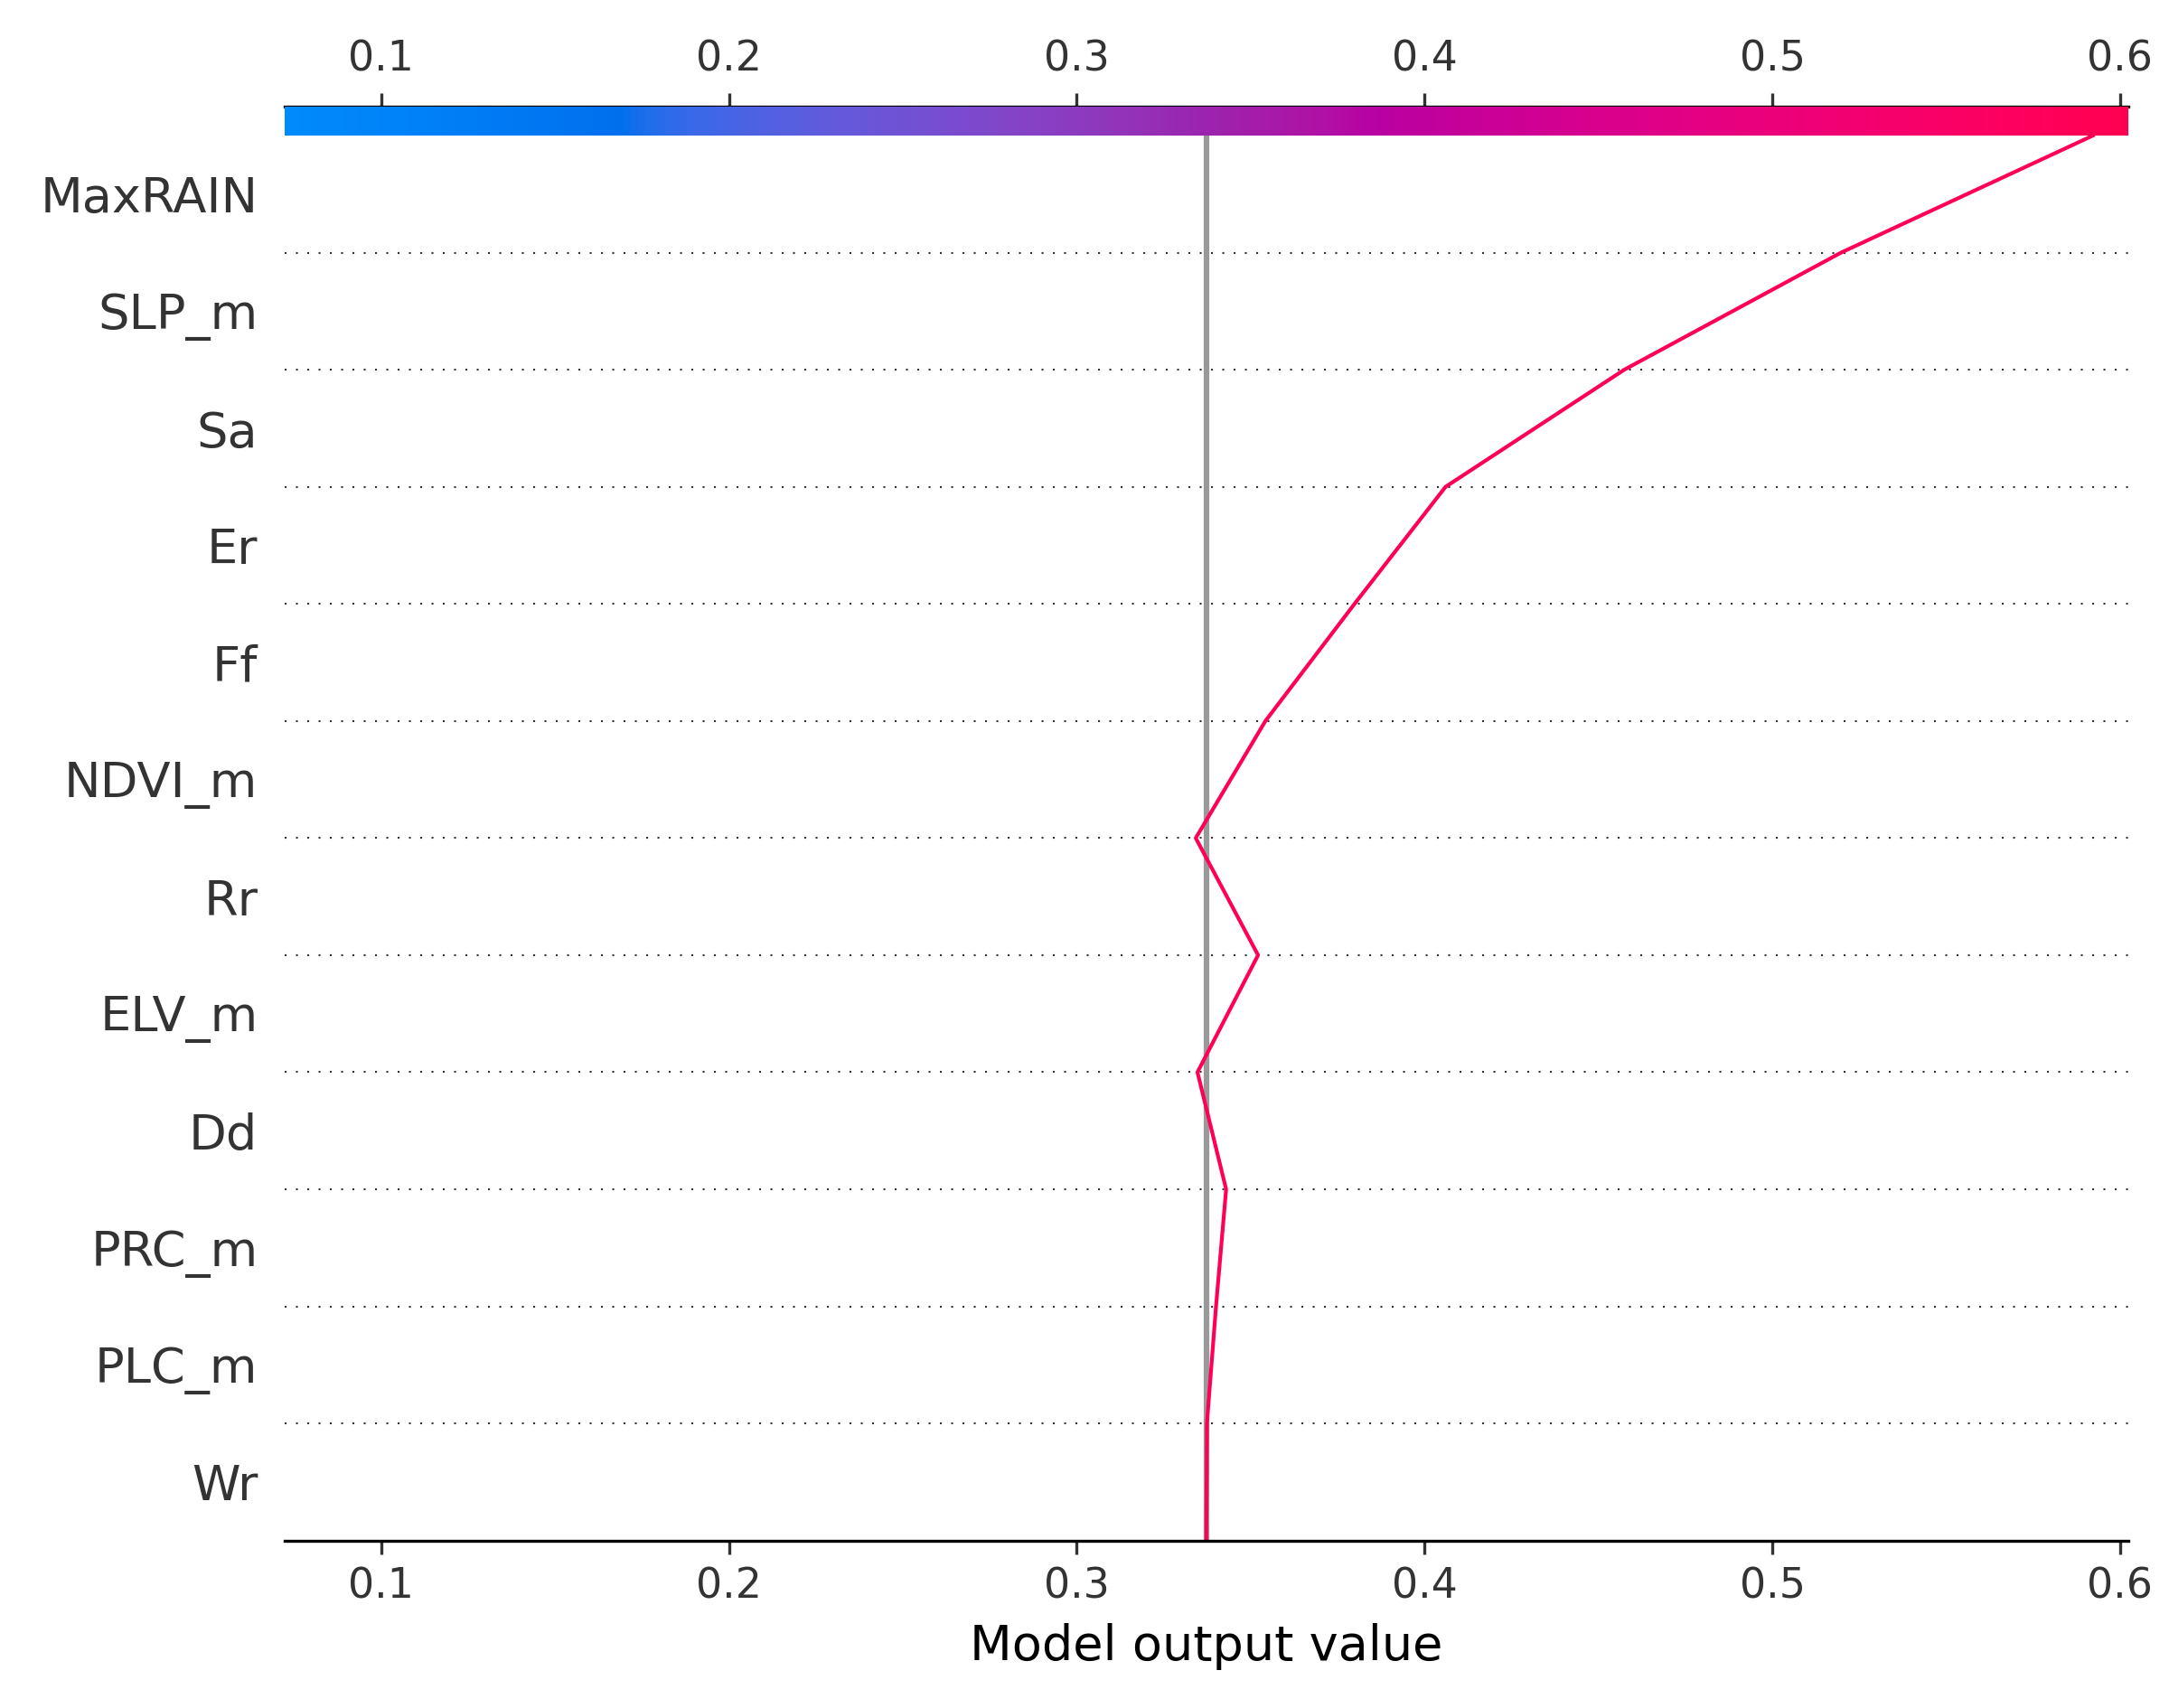 0.1 0.2 0.3 0.4 0.5 0.6
MaxRAIN
SLP_m
Sa
Er
Ff
NDVI_m
Rr
ELV_m
Dd
PRC_m
PLC_m
Wr
0.1 0.2 0.3 0.4 0.5 0.6
Model output value